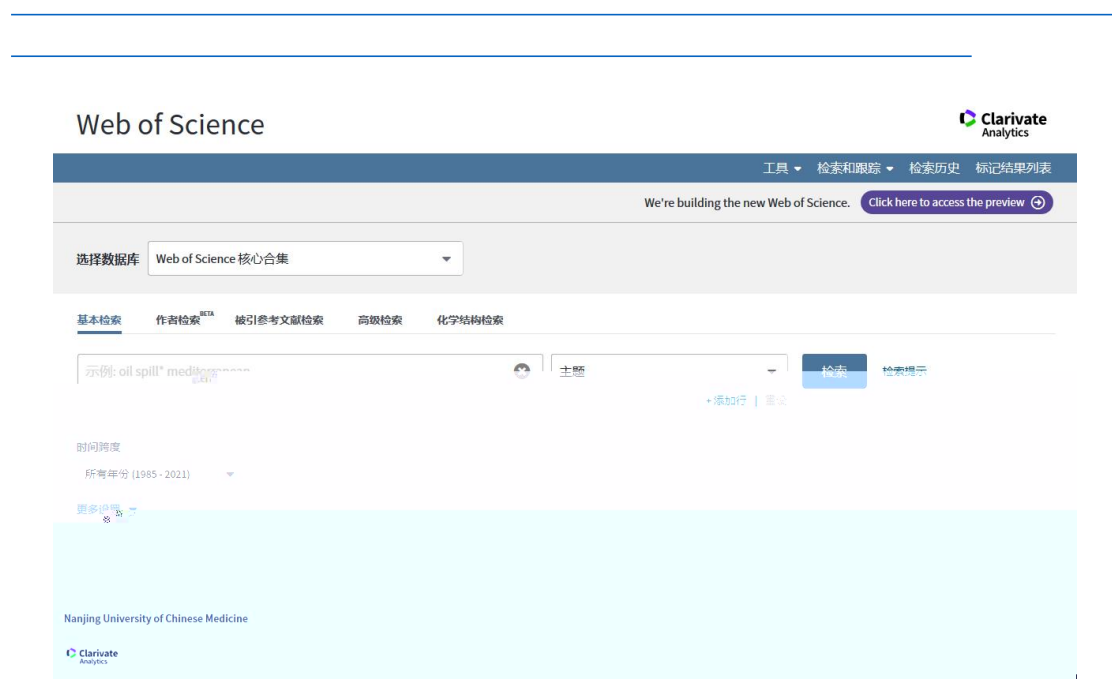 Web of Science
Clarivate
Analytics
工具 检索和跟踪 检索历史 标记结果列表
We're building the new Web of Science. Click here to access the preview
选择数据库 Web of Science 核心合集
基本检索 作者检索BETA 被引参考文献检索 高级检索 化学结构检索
示例: oil spill* mediterranean 主题 检索 检索提示
+添加行 | 重设
时间跨度
所有年份 (1985 - 2021)
更多设置
Nanjing University of Chinese Medicine
Clarivate
Analytics